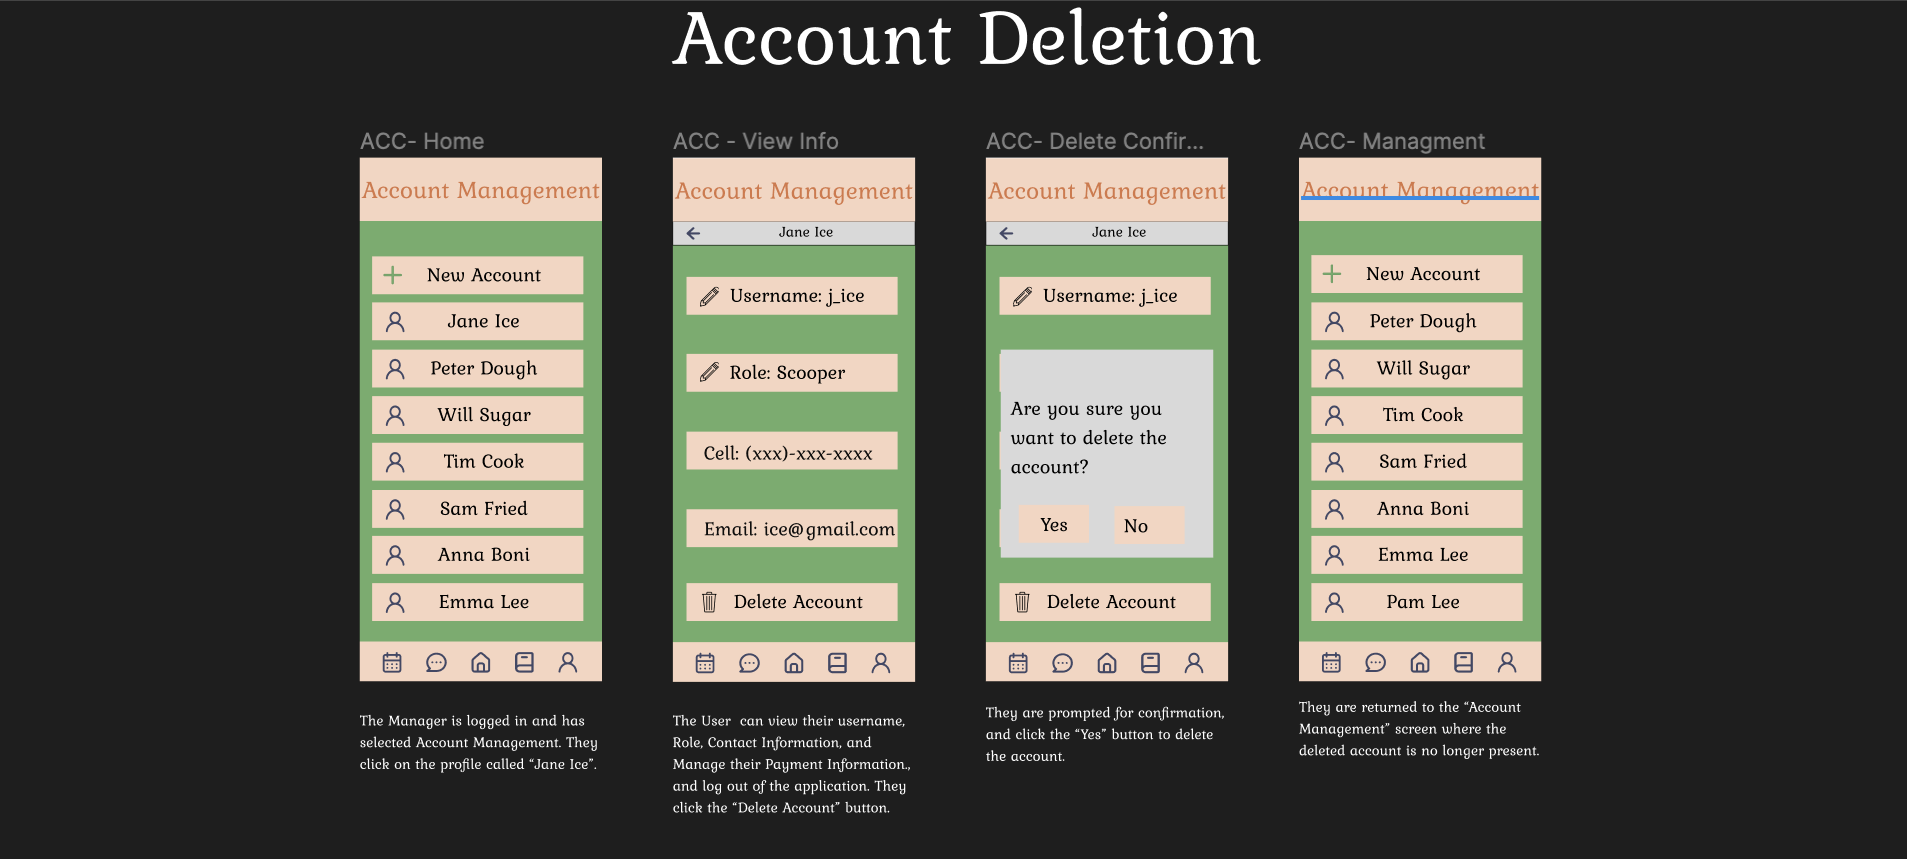 Account Deletion
ACC- Home
Account Management
New Account
Jane Ice
Peter Dough
Will Sugar
Tim Cook
Sam Fried
Anna Boni
Emma Lee
The Manager is logged in and has
selected Account Management. They
click on the profile called “Jane Ice”.
ACC - View Info
Account Management
Jane Ice
Username: j_ice
Role: Scooper
Cell: (xxx)-xxx-xxxx
Email: ice@gmail.com
Delete Account
The User  can view their username,
Role, Contact Information, and
Manage their Payment Information.,
and log out of the application. They
click the “Delete Account” button.
ACC- Delete Confir...
Account Management
Jane Ice
Username: j_ice
Are you sure you
want to delete the
account?
Yes
No
Delete Account
They are prompted for confirmation,
and click the “Yes” button to delete
the account.
ACC- Managment
Account Management
New Account
Peter Dough
Will Sugar
Tim Cook
Sam Fried
Anna Boni
Emma Lee
Pam Lee
They are returned to the “Account
Management” screen where the
deleted account is no longer present.